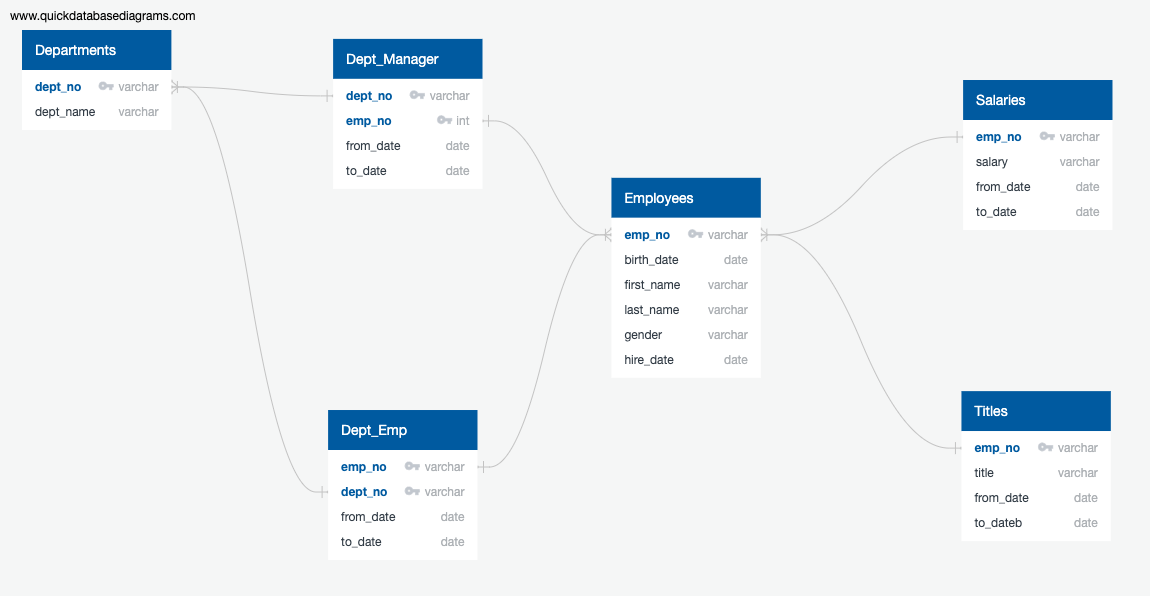 www.quickdatabasediagrams.com
Departments
dept_no varchar
dept_name varchar
Dept_Manager
dept_no varchar
emp_no int
from_date date
to_date date
Salaries
emp_no varchar
salary varchar
from_date date
to_date date
Employees
emp_no varchar
birth_date date
first_name varchar
last_name varchar
gender varchar
hire_date date
Dept_Emp
emp_no varchar
dept_no varchar
from_date date
to_date date
Titles
emp_no varchar
title varchar
from_date date
to_dateb date